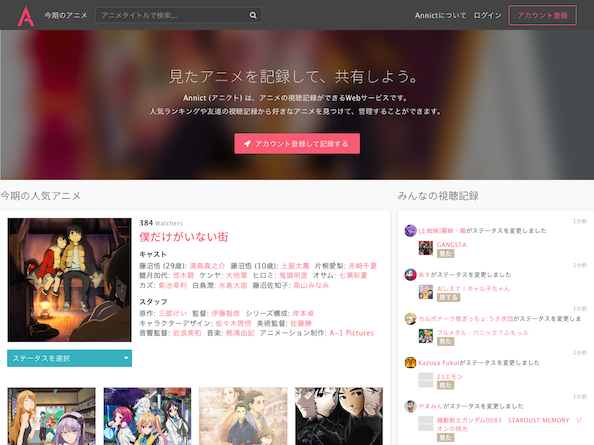 今期のアニメ
アニメタイトルで検索...
Annictについて ログイン アカウント登録
見たアニメを記録して、共有しよう。
Annict (アニクト) は、アニメの視聴記録ができるWebサービスです。
人気ランキングや友達の視聴記録から好きなアニメを見つけて、管理することができます。
アカウント登録して記録する
今期の人気アニメ
384 Watchers
僕だけがいない街
キャスト
藤沼悟 (29歳): 満島真之介 藤沼悟 (10歳): 土屋太鳳 片桐愛梨: 赤﨑千夏
雛月加代: 悠木碧 ケンヤ: 大地葉 ヒロミ: 鬼頭明里 オサム: 七瀬彩夏
カズ: 菊池幸利 白鳥潤: 水島大宙 藤沼佐知子: 高山みなみ
スタッフ
原作: 三部けい 監督: 伊藤智彦 シリーズ構成: 岸本卓
キャラクターデザイン: 佐々木啓悟 美術監督: 佐藤勝
音響監督: 岩浪美和 音楽: 梶浦由記 アニメーション制作: A-1 Pictures
ステータスを選択
みんなの視聴記録
1分前
がステータスを変更しました
GANGSTA.
見た
1分前
あすがステータスを変更しました
おしえて！ギャル子ちゃん
見てる
1分前
カルボナーラ教ぎっちょ:うさぎ団がステータスを変更しま
フルメタル・パニック？ふもっふ
見た
1分前
Kazuya Fukuiがステータスを変更しました
21エモン
見た
1分前
やまみんがステータスを変更しました
機動戦士ガンダム0083 STARDUST MEMORY ジ
オンの残光
見た